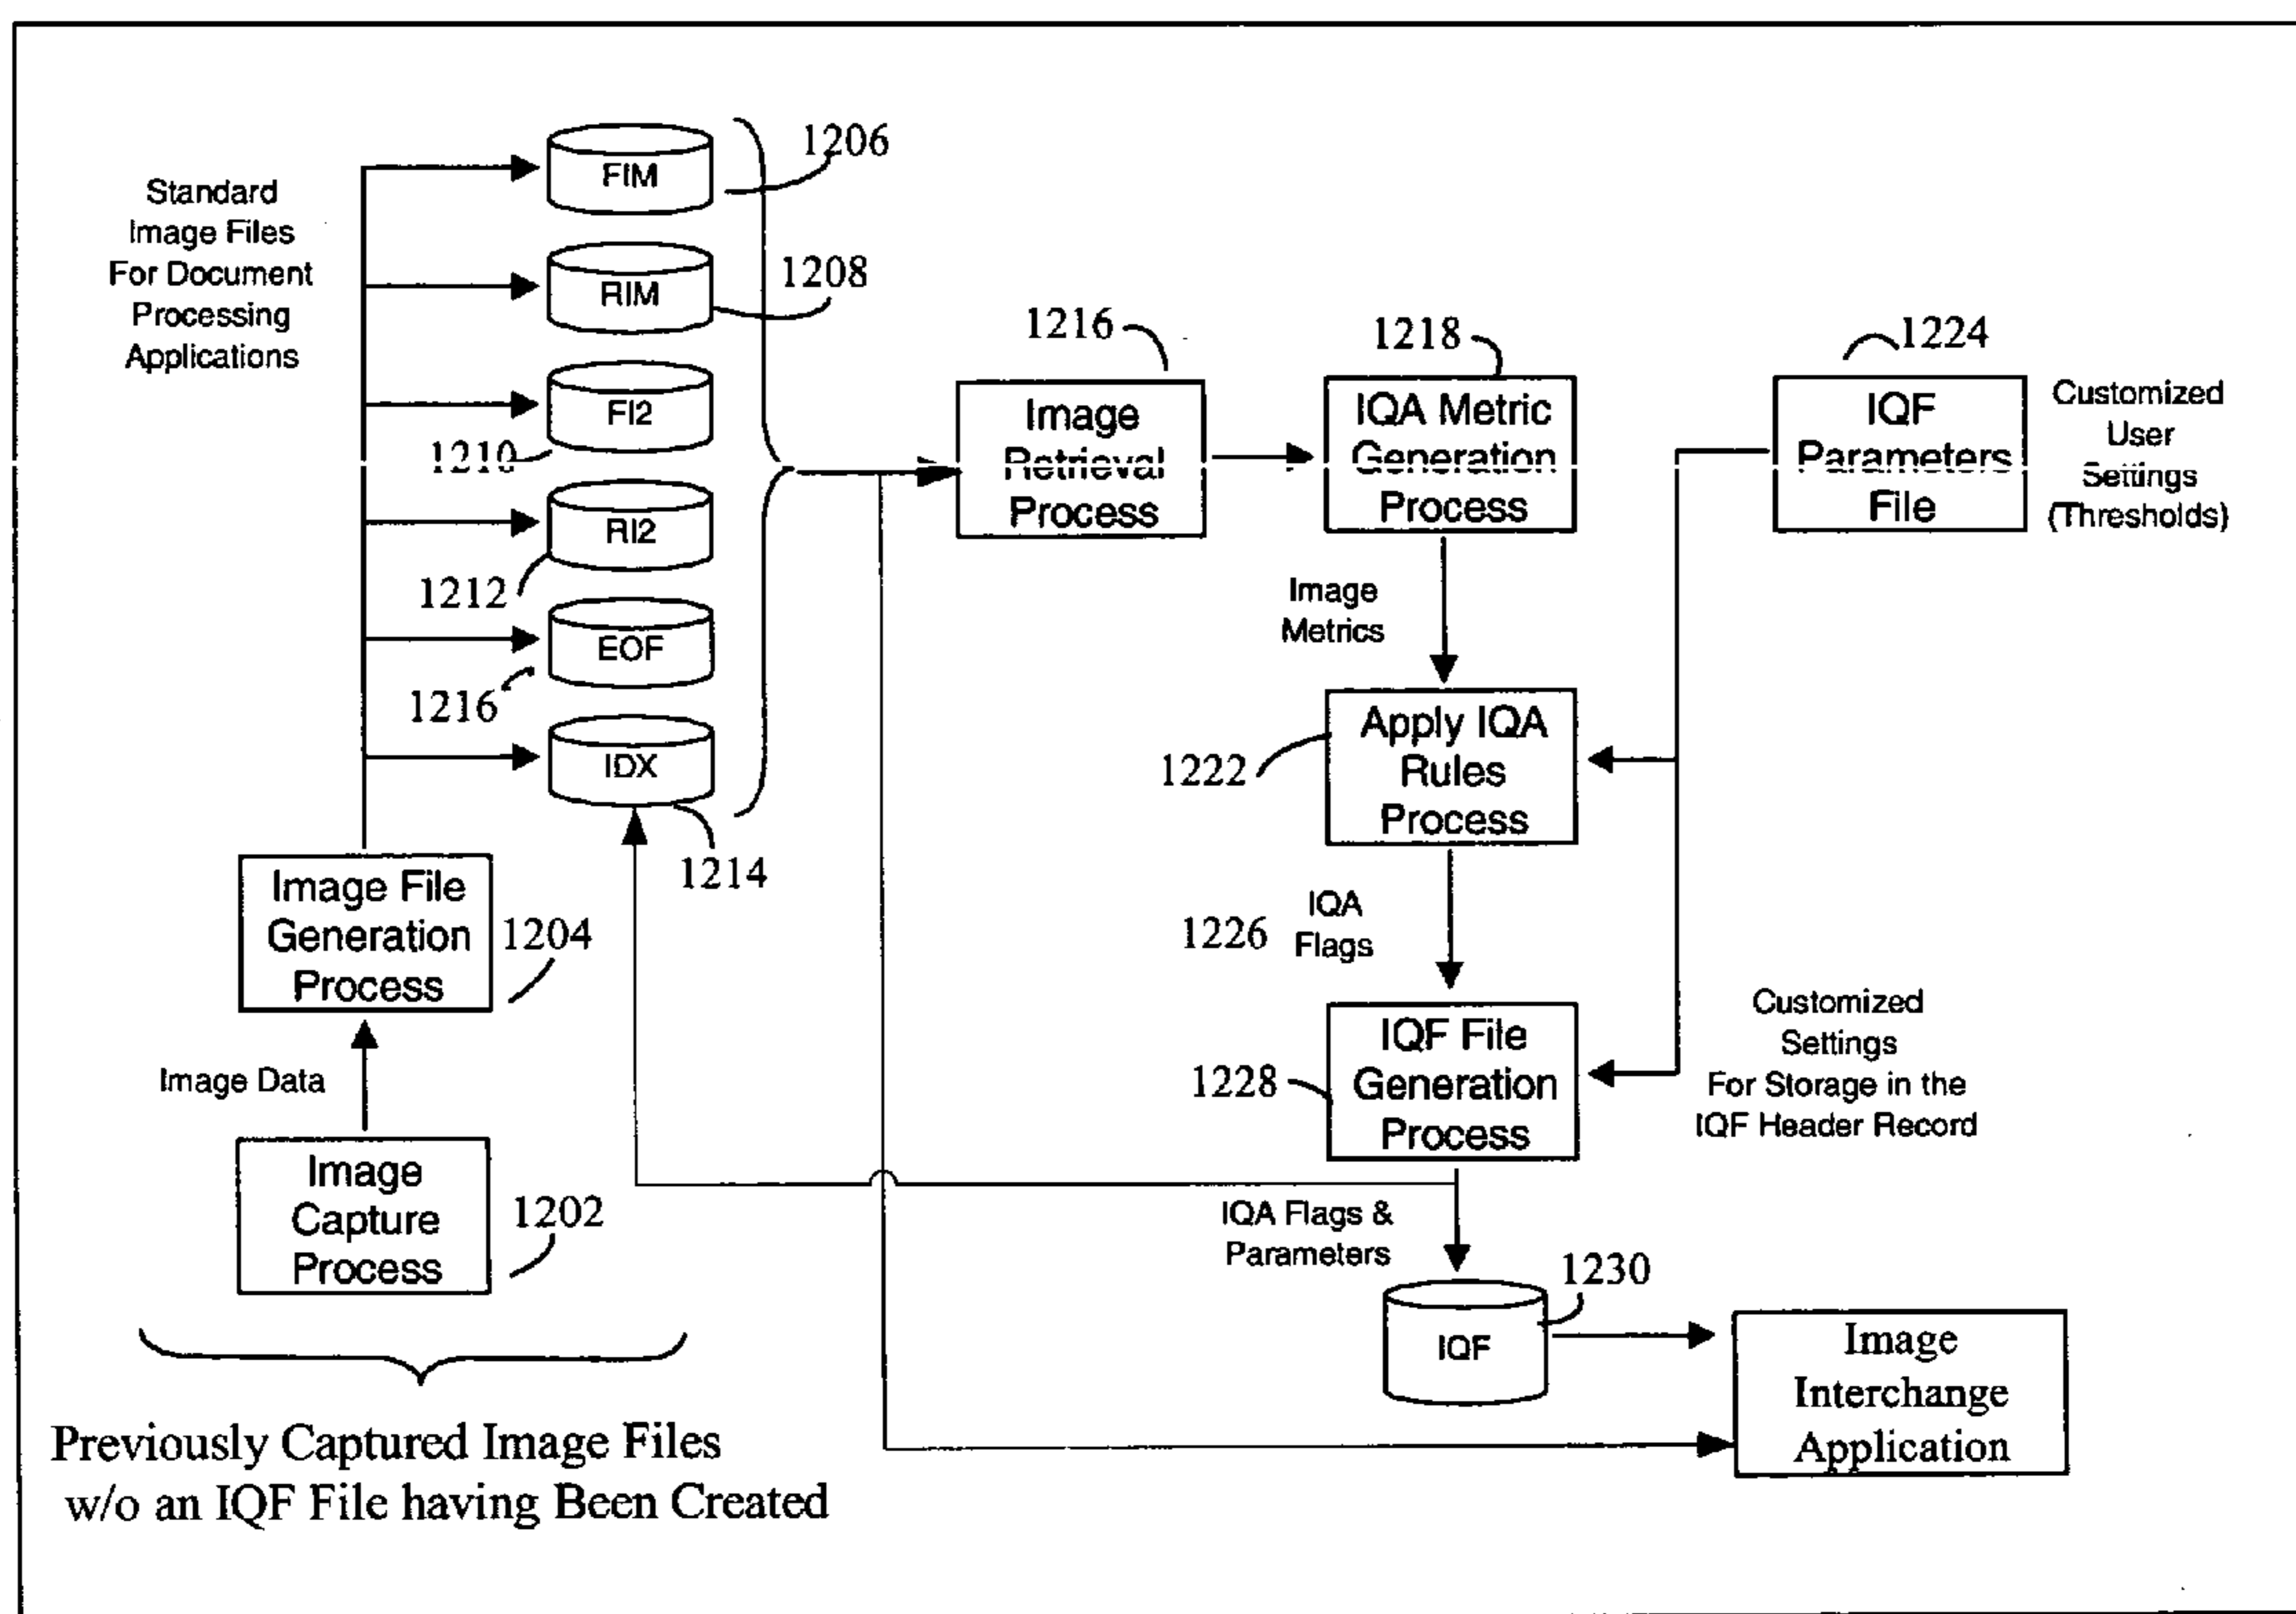 Standard
Image Files
For Document
Processing
Applications
FIM
1206
RIM
1208
FI2
1210
RI2
1212
EOF
1216
IDX
1214
Image File
Generation
Process
1204
Image Data
Image
Capture
Process
1202
Previously Captured Image Files
w/o an IQF File having Been Created
1216
Image
Retrieval
Process
1218
IQA Metric
Generation
Process
1224
IQF
Parameters
File
Customized
User
Settings
(Thresholds)
Image
Metrics
1222
Apply IQA
Rules
Process
1226
IQA
Flags
1228
IQF File
Generation
Process
Customized
Settings
For Storage in the
IQF Header Record
IQA Flags &
Parameters
1230
IQF
Image
Interchange
Application